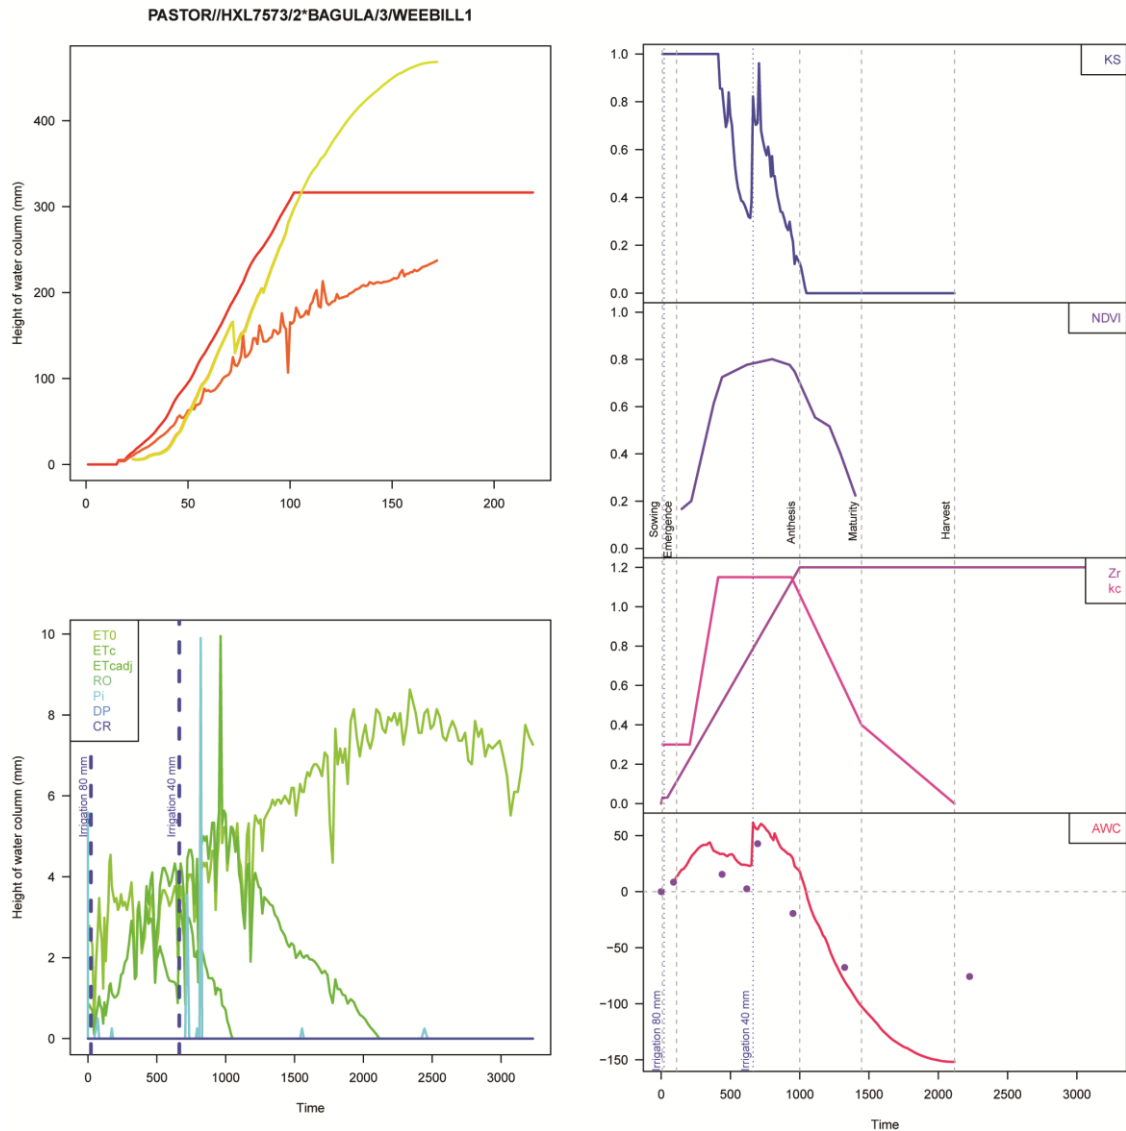 PASTOR//HXL7573/2*BAGULA/3/WEEBILL1
Height of water column (mm)
400
300
200
100
0
0
50
100
150
200
Height of water column (mm)
10
8
6
4
2
0
ET0
ETc
ETcadj
RO
Pi
DP
CR
Irrigation 80 mm
Irrigation 40 mm
0
500
1000
1500
2000
2500
3000
Time
KS
1.0
0.8
0.6
0.4
0.2
0.0
NDVI
1.0
0.8
0.6
0.4
0.2
0.0
Sowing
Emergence
Anthesis
Maturity
Harvest
Zr
kc
1.2
1.0
0.8
0.6
0.4
0.2
0.0
AWC
50
0
−50
−100
−150
Irrigation 80 mm
Irrigation 40 mm
0
500
1000
1500
2000
2500
3000
Time